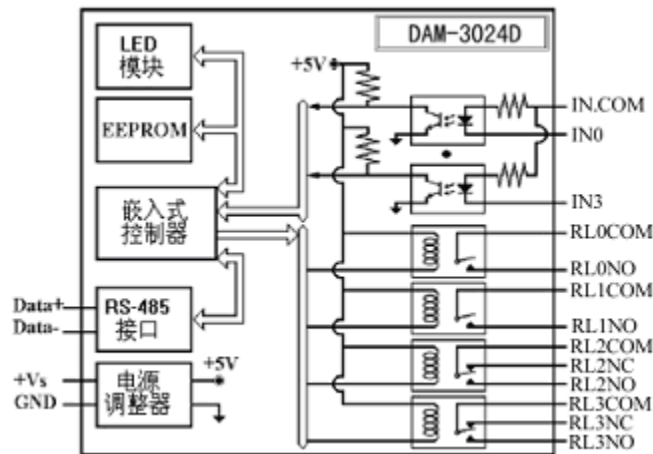 DAM-3024D
LED
模块
+5V
EEPROM
IN.COM
IN0
嵌入式
控制器
IN3
RL0COM
RL0NO
RL1COM
Data+
Data-
RS-485
接口
RL1NO
RL2COM
RL2NC
RL2NO
+Vs
GND
电源
调整器
+5V
RL3COM
RL3NC
RL3NO